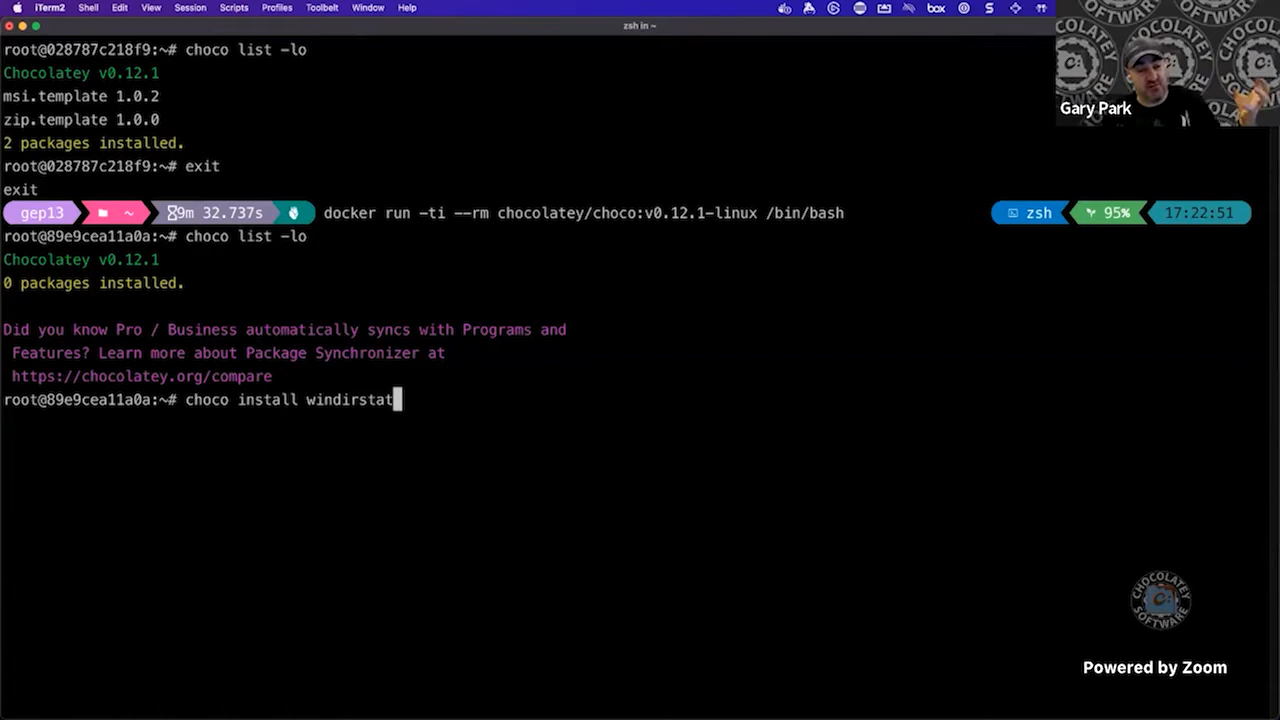 iTerm2 Shell Edit View Session Scripts Profiles Toolbelt Window Help
box
zsh in ~
root@028787c218f9:~# choco list -lo
Chocolatey v0.12.1
msi.template 1.0.2
zip.template 1.0.0
2 packages installed.
root@028787c218f9:~# exit
exit
gep13 ~ 9m 32.737s docker run -ti --rm chocolatey/choco:v0.12.1-linux /bin/bash zsh 95% 17:22:51
root@89e9cea11a0a:~# choco list -lo
Chocolatey v0.12.1
0 packages installed.
Did you know Pro / Business automatically syncs with Programs and
Features? Learn more about Package Synchronizer at
https://chocolatey.org/compare
root@89e9cea11a0a:~# choco install windirstat
Gary Park
CHOCOLATEY
SOFTWARE
Powered by Zoom